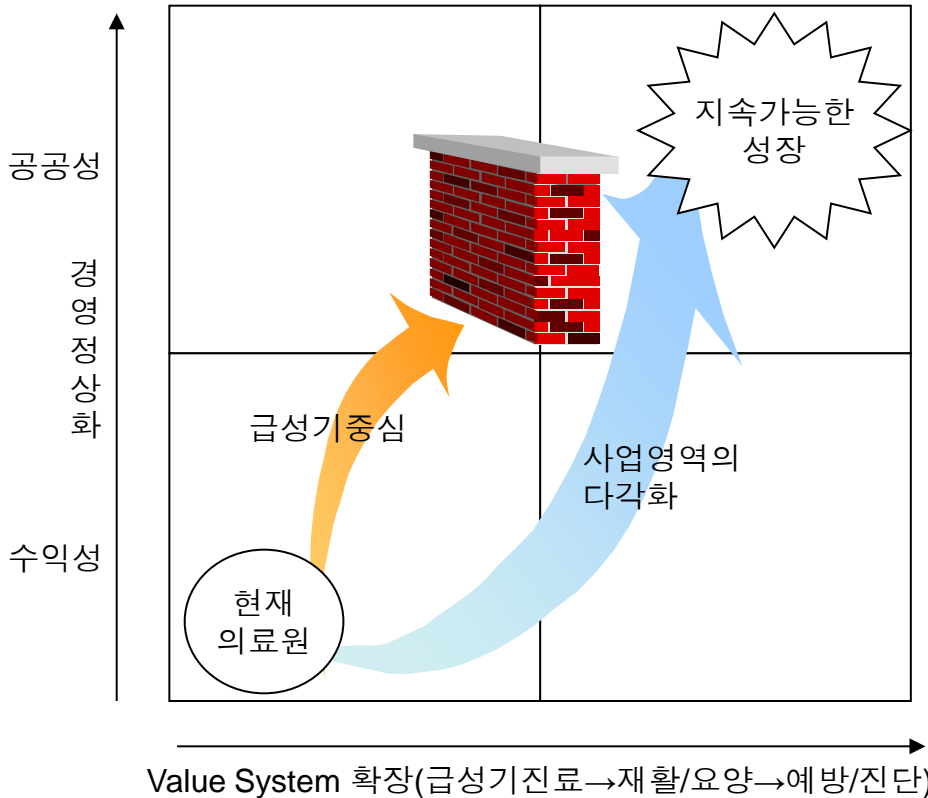 지속가능한
성장
공공성
경
영
정
상
화
급성기중심
사업영역의
다각화
수익성
현재
의료원
Value System 확장(급성기진료→재활/요양→예방/진단)